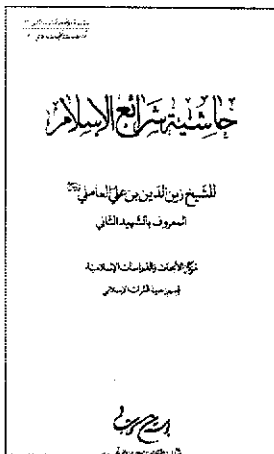 حاشية شرائع الإسلام
للشيخ زين الدين بن علي العاملي
المعروف بالشهيد الثاني
مركز الأبحاث والدراسات الإسلامية
قسم إحياء التراث الإسلامي